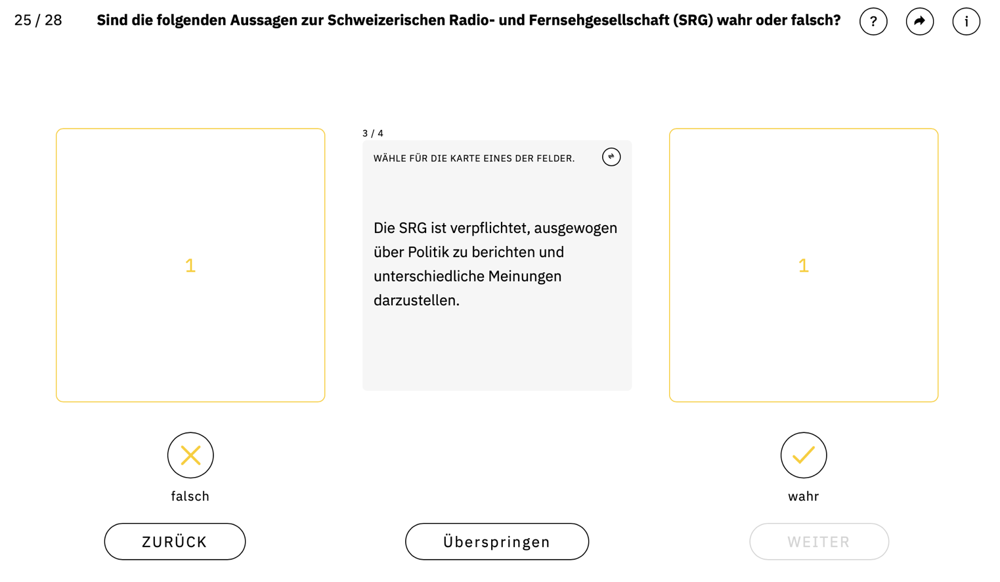 25 / 28
Sind die folgenden Aussagen zur Schweizerischen Radio- und Fernsehgesellschaft (SRG) wahr oder falsch?
?
i
3 / 4
WÄHLE FÜR DIE KARTE EINES DER FELDER.
Die SRG ist verpflichtet, ausgewogen
über Politik zu berichten und
unterschiedliche Meinungen
darzustellen.
1
1
falsch
wahr
ZURÜCK
Überspringen
WEITER